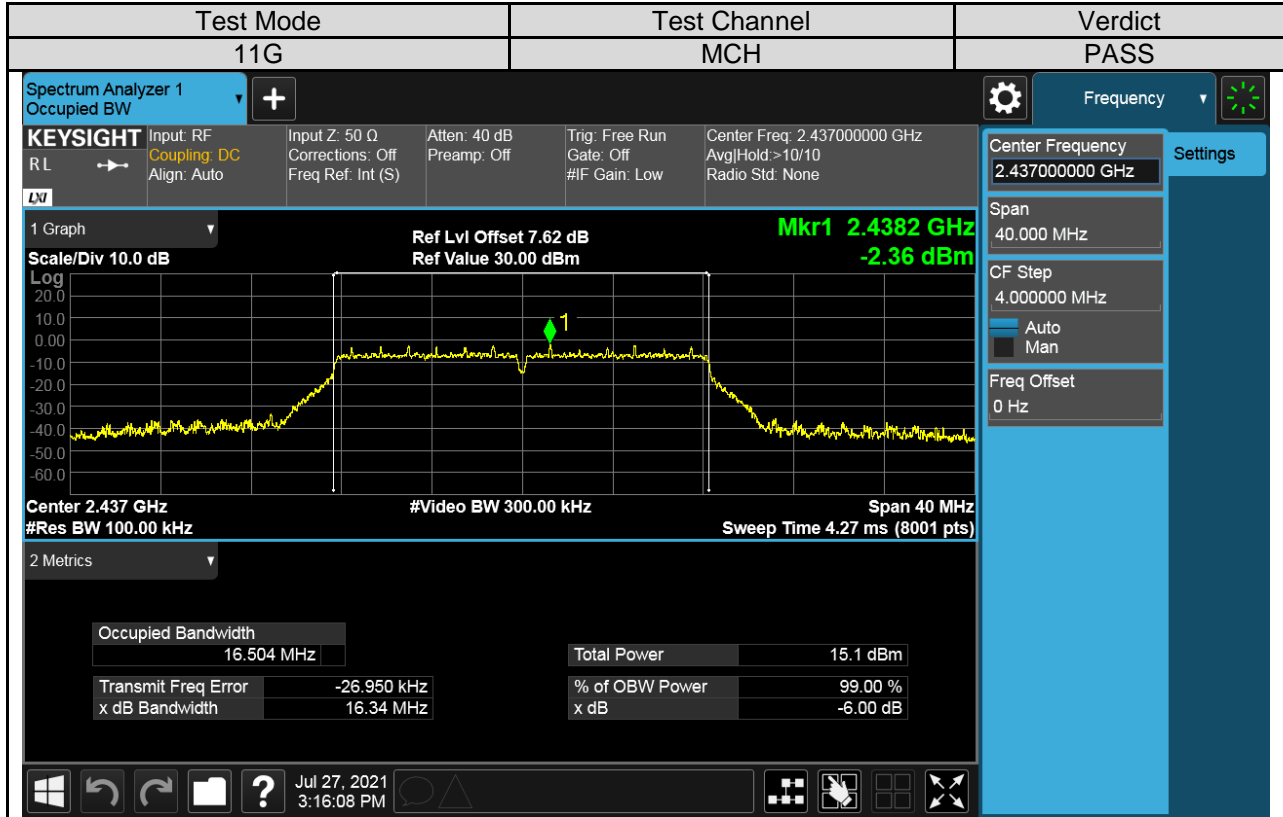 Test Mode Test Channel Verdict
11G MCH PASS
Spectrum Analyzer 1
Occupied BW
+
Frequency
KEYSIGHT
R L
LXI
Input: RF
Coupling: DC
Align: Auto
Input Z: 50 Ω
Corrections: Off
Freq Ref: Int (S)
Atten: 40 dB
Preamp: Off
Trig: Free Run
Gate: Off
#IF Gain: Low
Center Freq: 2.437000000 GHz
Avg|Hold:>10/10
Radio Std: None
Center Frequency
2.437000000 GHz
Settings
Span
40.000 MHz
CF Step
4.000000 MHz
Auto
Man
Freq Offset
0 Hz
1 Graph
Scale/Div 10.0 dB
Ref Lvl Offset 7.62 dB
Ref Value 30.00 dBm
Mkr1 2.4382 GHz
-2.36 dBm
Log
20.0
10.0
0.00
-10.0
-20.0
-30.0
-40.0
-50.0
-60.0
1
Center 2.437 GHz
#Res BW 100.00 kHz
#Video BW 300.00 kHz
Span 40 MHz
Sweep Time 4.27 ms (8001 pts)
2 Metrics
Occupied Bandwidth
16.504 MHz
Total Power 15.1 dBm
Transmit Freq Error -26.950 kHz
% of OBW Power 99.00 %
x dB Bandwidth 16.34 MHz
x dB -6.00 dB
?
Jul 27, 2021
3:16:08 PM